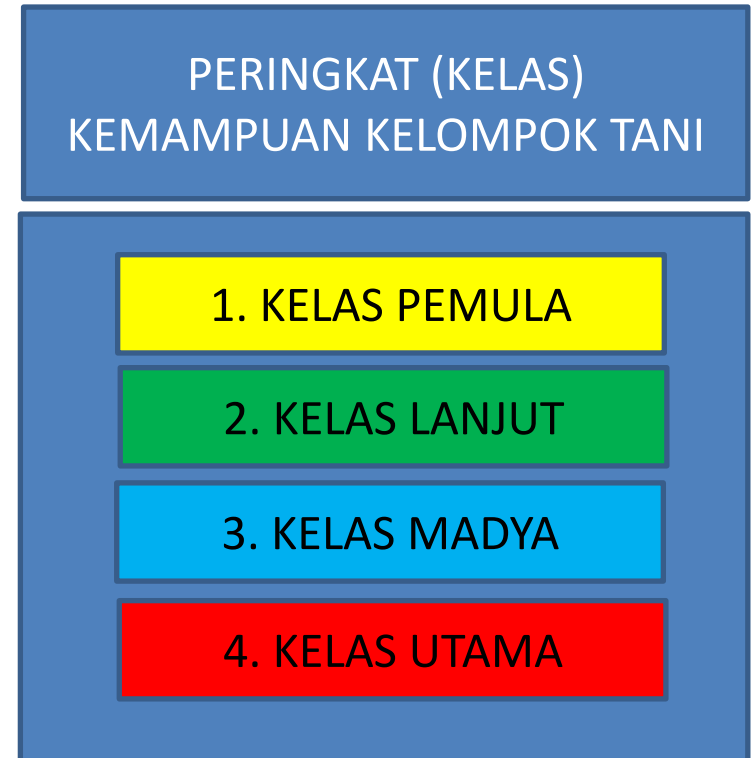 PERINGKAT (KELAS)
KEMAMPUAN KELOMPOK TANI
1. KELAS PEMULA
2. KELAS LANJUT
3. KELAS MADYA
4. KELAS UTAMA